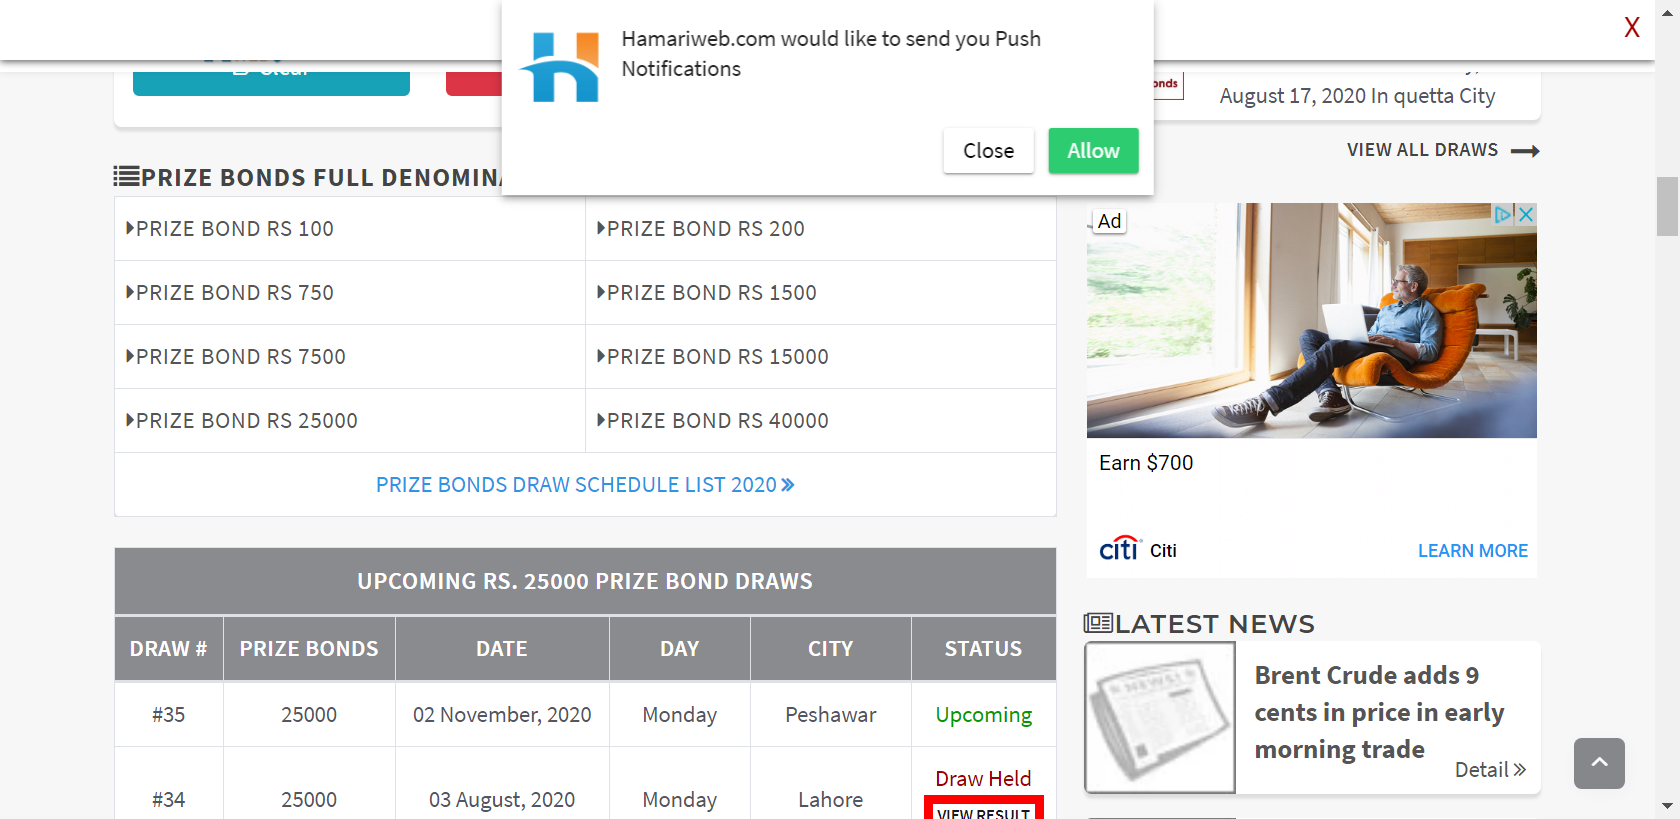 Hamariweb.com would like to send you Push
Notifications
Close
Allow
X
Clear
onds
August 17, 2020 In quetta City
VIEW ALL DRAWS
PRIZE BONDS FULL DENOMINA
PRIZE BOND RS 100
PRIZE BOND RS 200
PRIZE BOND RS 750
PRIZE BOND RS 1500
PRIZE BOND RS 7500
PRIZE BOND RS 15000
PRIZE BOND RS 25000
PRIZE BOND RS 40000
PRIZE BONDS DRAW SCHEDULE LIST 2020 »
UPCOMING RS. 25000 PRIZE BOND DRAWS
DRAW # PRIZE BONDS DATE DAY CITY STATUS
#35 25000 02 November, 2020 Monday Peshawar Upcoming
#34 25000 03 August, 2020 Monday Lahore Draw Held
VIEW RESULT
Ad
Earn $700
citi Citi
LEARN MORE
LATEST NEWS
NEWS
Brent Crude adds 9
cents in price in early
morning trade
Detail »